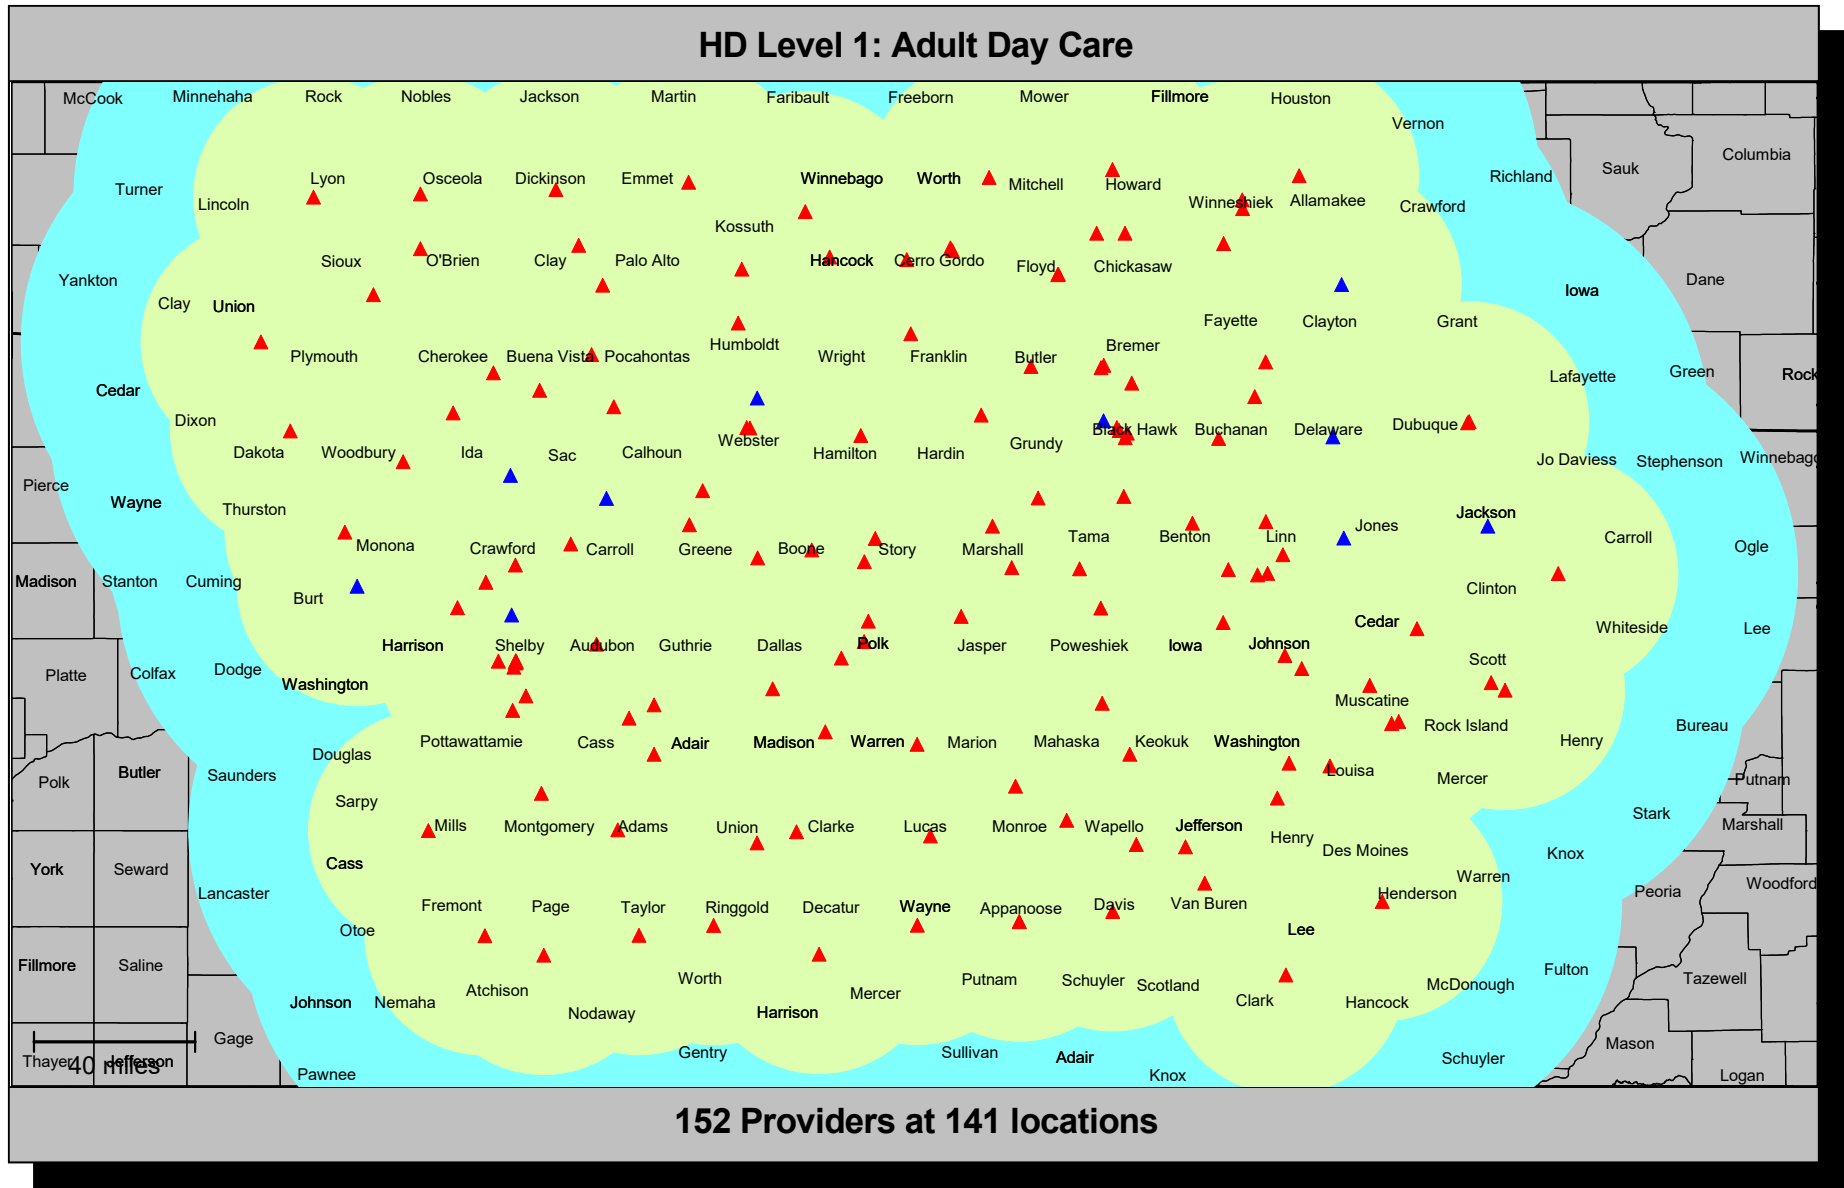 HD Level 1: Adult Day Care
McCook Minnehaha Rock Nobles Jackson Martin Faribault Freeborn Mower Fillmore Houston
Vernon
Columbia
Sauk
Turner Lyon Osceola Dickinson Emmet Winnebago Worth Mitchell Howard Richland
Lincoln Winneshiek Allamakee Crawford
Kossuth
Sioux O'Brien Clay Palo Alto Hancock Cerro Gordo Floyd Chickasaw
Yankton Dane
Clay Union Iowa
Fayette Clayton Grant
Plymouth Cherokee Buena Vista Pocahontas Humboldt Wright Franklin Butler Bremer
Cedar Lafayette Green Rock
Dixon Webster Grundy Black Hawk Buchanan Delaware Dubuque
Dakota Woodbury Ida Sac Calhoun Hamilton Hardin Jo Daviess Stephenson Winnebago
Pierce
Wayne Thurston Jackson
Monona Crawford Carroll Greene Boone Story Marshall Tama Benton Linn Jones Carroll Ogle
Madison Stanton Cuming Burt Clinton
Cedar Whiteside Lee
Harrison Shelby Audubon Guthrie Dallas Polk Jasper Poweshiek Iowa Johnson Scott
Platte Colfax Dodge Washington
Muscatine
Pottawattamie Cass Adair Madison Warren Marion Mahaska Keokuk Washington Rock Island Henry Bureau
Douglas
Polk Butler Saunders Louisa Mercer Putnam
Sarpy
Mills Montgomery Adams Union Clarke Lucas Monroe Wapello Jefferson Henry Stark Marshall
York Seward Cass Des Moines Knox
Lancaster Warren Henderson Peoria Woodford
Fremont Page Taylor Ringgold Decatur Wayne Appanoose Davis Van Buren
Otoe Lee
Fillmore Saline Worth Putnam Schuyler Scotland McDonough Fulton Tazewell
Johnson Nemaha Atchison Nodaway Harrison Mercer Clark Hancock
Gage Gentry Sullivan Adair Schuyler Mason
Thayer Jefferson
40 miles
Pawnee Knox Logan
152 Providers at 141 locations